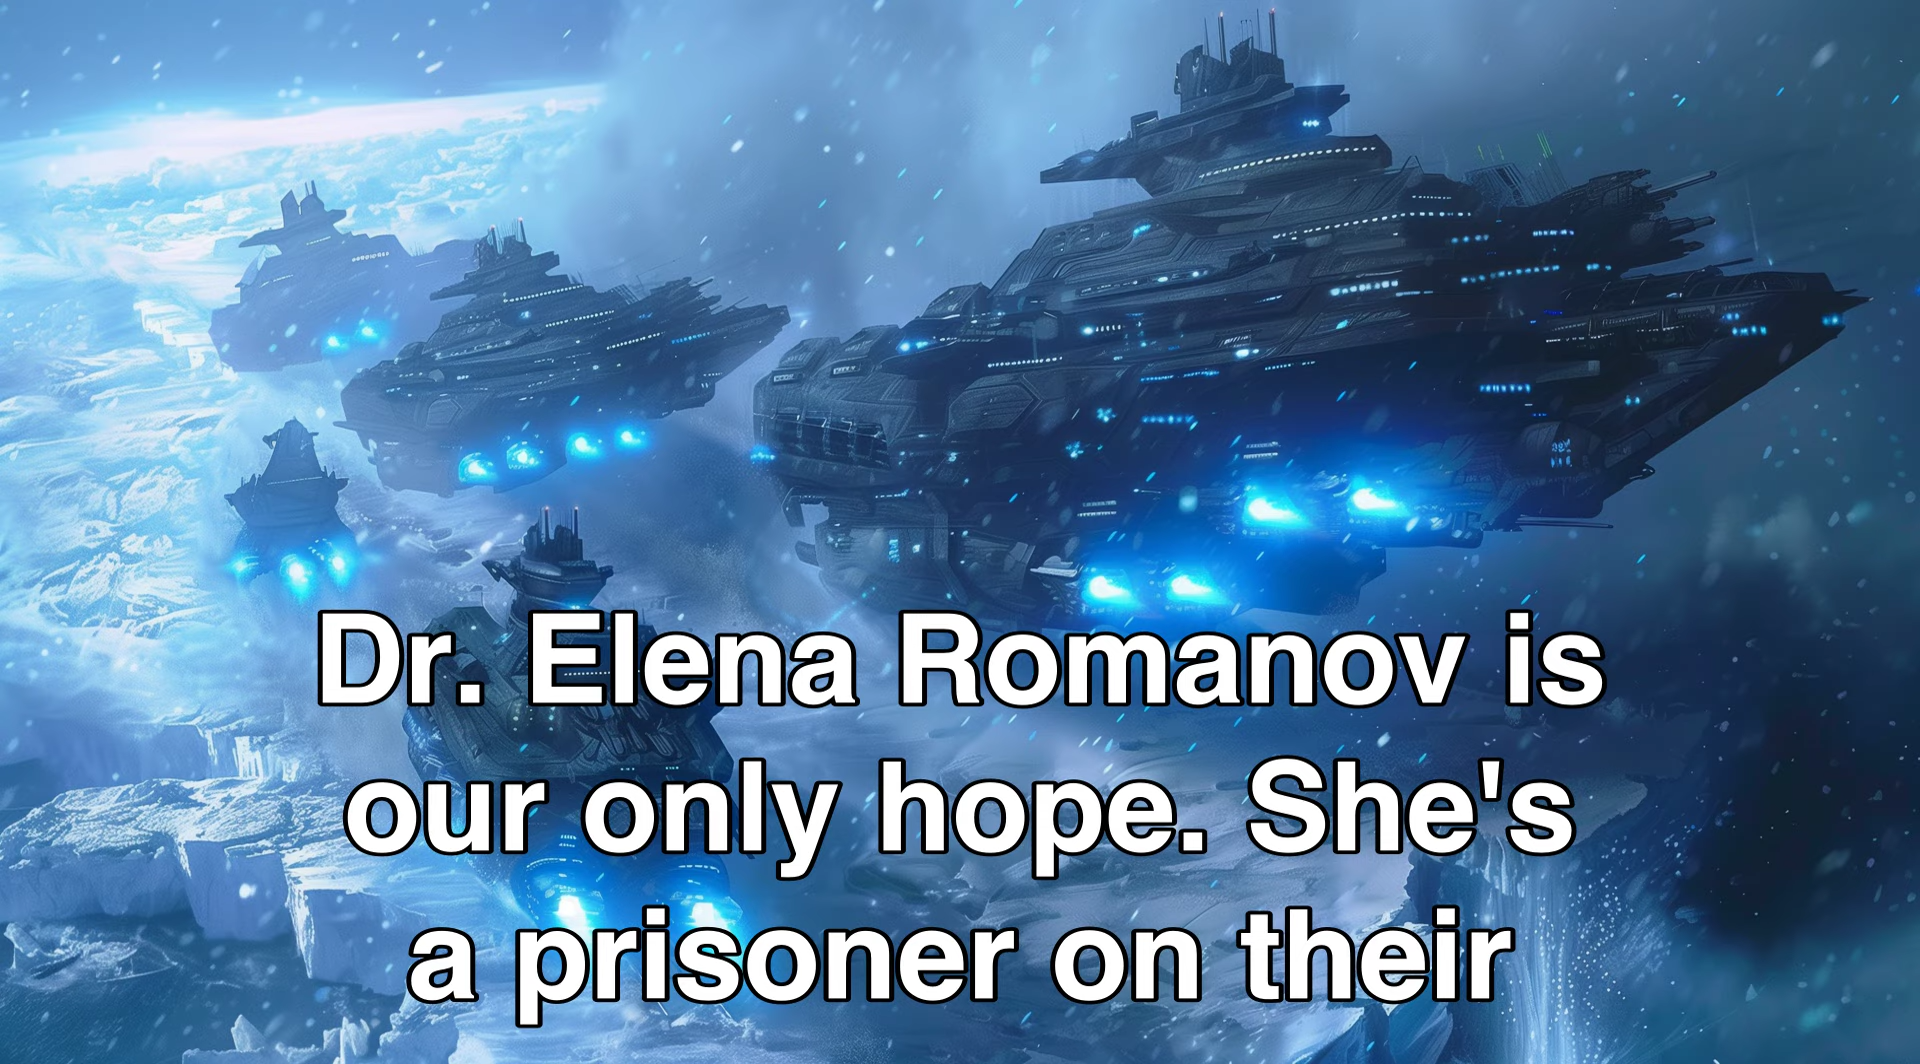 Dr. Elena Romanov is
our only hope. She's
a prisoner on their